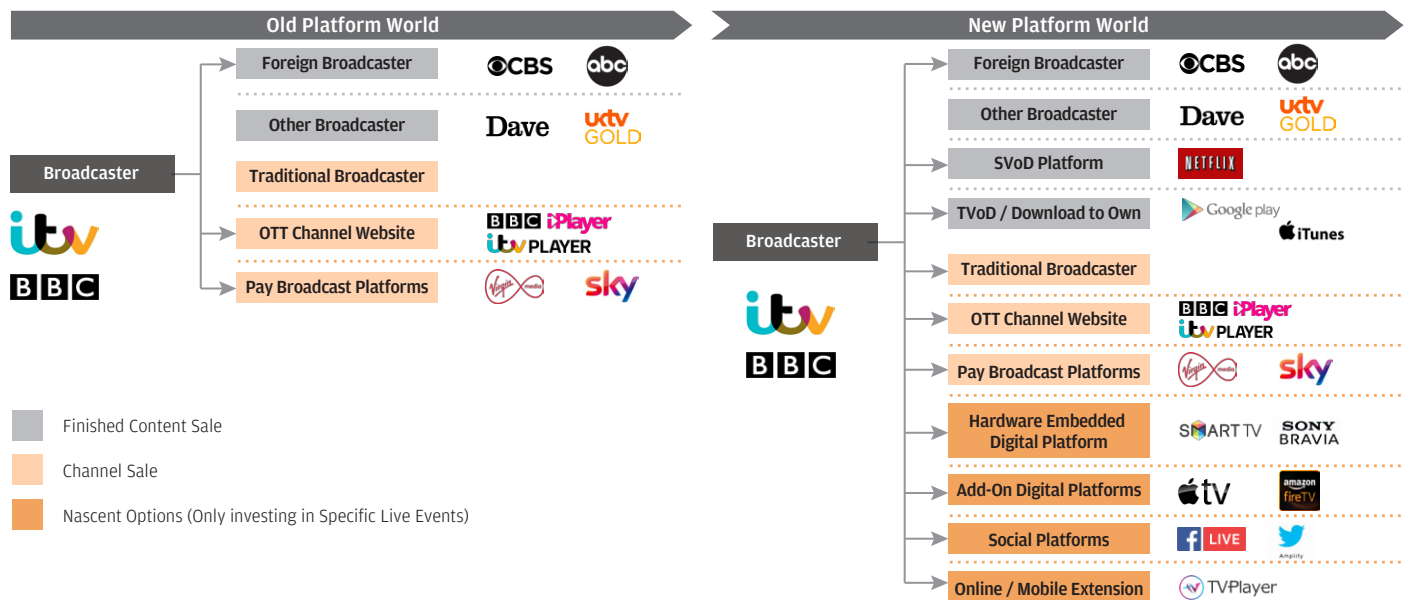 Old Platform World
Foreign Broadcaster
CBS
abc
Other Broadcaster
Dave
uktv
GOLD
Broadcaster
Traditional Broadcaster
itv
OTT Channel Website
BBC iPlayer
itv PLAYER
BBC
Pay Broadcast Platforms
Virgin media
sky
Finished Content Sale
Channel Sale
Nascent Options (Only investing in Specific Live Events)
New Platform World
Foreign Broadcaster
CBS
abc
Other Broadcaster
Dave
uktv
GOLD
SVoD Platform
NETFLIX
TVoD / Download to Own
Google play
iTunes
Broadcaster
Traditional Broadcaster
itv
OTT Channel Website
BBC iPlayer
itv PLAYER
BBC
Pay Broadcast Platforms
Virgin media
sky
Hardware Embedded
Digital Platform
SMART TV
SONY
BRAVIA
Add-On Digital Platforms
tv
amazon
fireTV
Social Platforms
f LIVE
Amplify
Online / Mobile Extension
TVPlayer